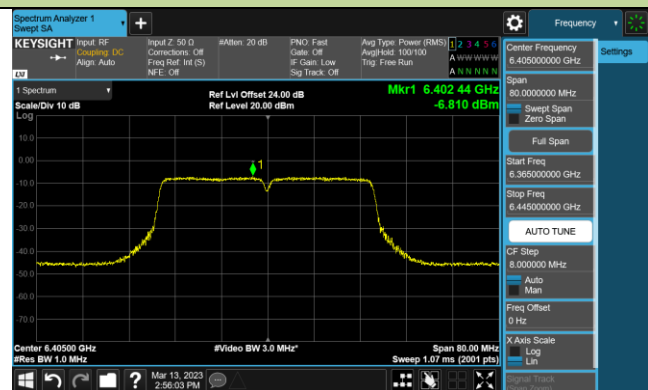 Spectrum Analyzer 1
Swept SA
Frequency
KEYSIGHT
Input: RF
Coupling: DC
Align: Auto
LXI
Input Z: 50 Ω
Corrections: Off
Freq Ref: Int (S)
NFE: Off
#Atten: 20 dB
PNO: Fast
Gate: Off
IF Gain: Low
Sig Track: Off
Avg Type: Power (RMS)
Avg|Hold: 100/100
Trig: Free Run
1 2 3 4 5 6
A W W W W W
A N N N N N
1 Spectrum
Scale/Div 10 dB
Log
Ref Lvl Offset 24.00 dB
Ref Level 20.00 dBm
Mkr1 6.402 44 GHz
-6.810 dBm
10.0
0.00
-10.0
-20.0
-30.0
-40.0
-50.0
-60.0
-70.0
1
Center 6.40500 GHz
#Res BW 1.0 MHz
#Video BW 3.0 MHz*
Span 80.00 MHz
Sweep 1.07 ms (2001 pts)
Mar 13, 2023
2:56:03 PM
Center Frequency
6.405000000 GHz
Span
80.0000000 MHz
Swept Span
Zero Span
Full Span
Start Freq
6.365000000 GHz
Stop Freq
6.445000000 GHz
AUTO TUNE
CF Step
8.000000 MHz
Auto
Man
Freq Offset
0 Hz
X Axis Scale
Log
Lin
Signal Track
(Span Zoom)
Settings